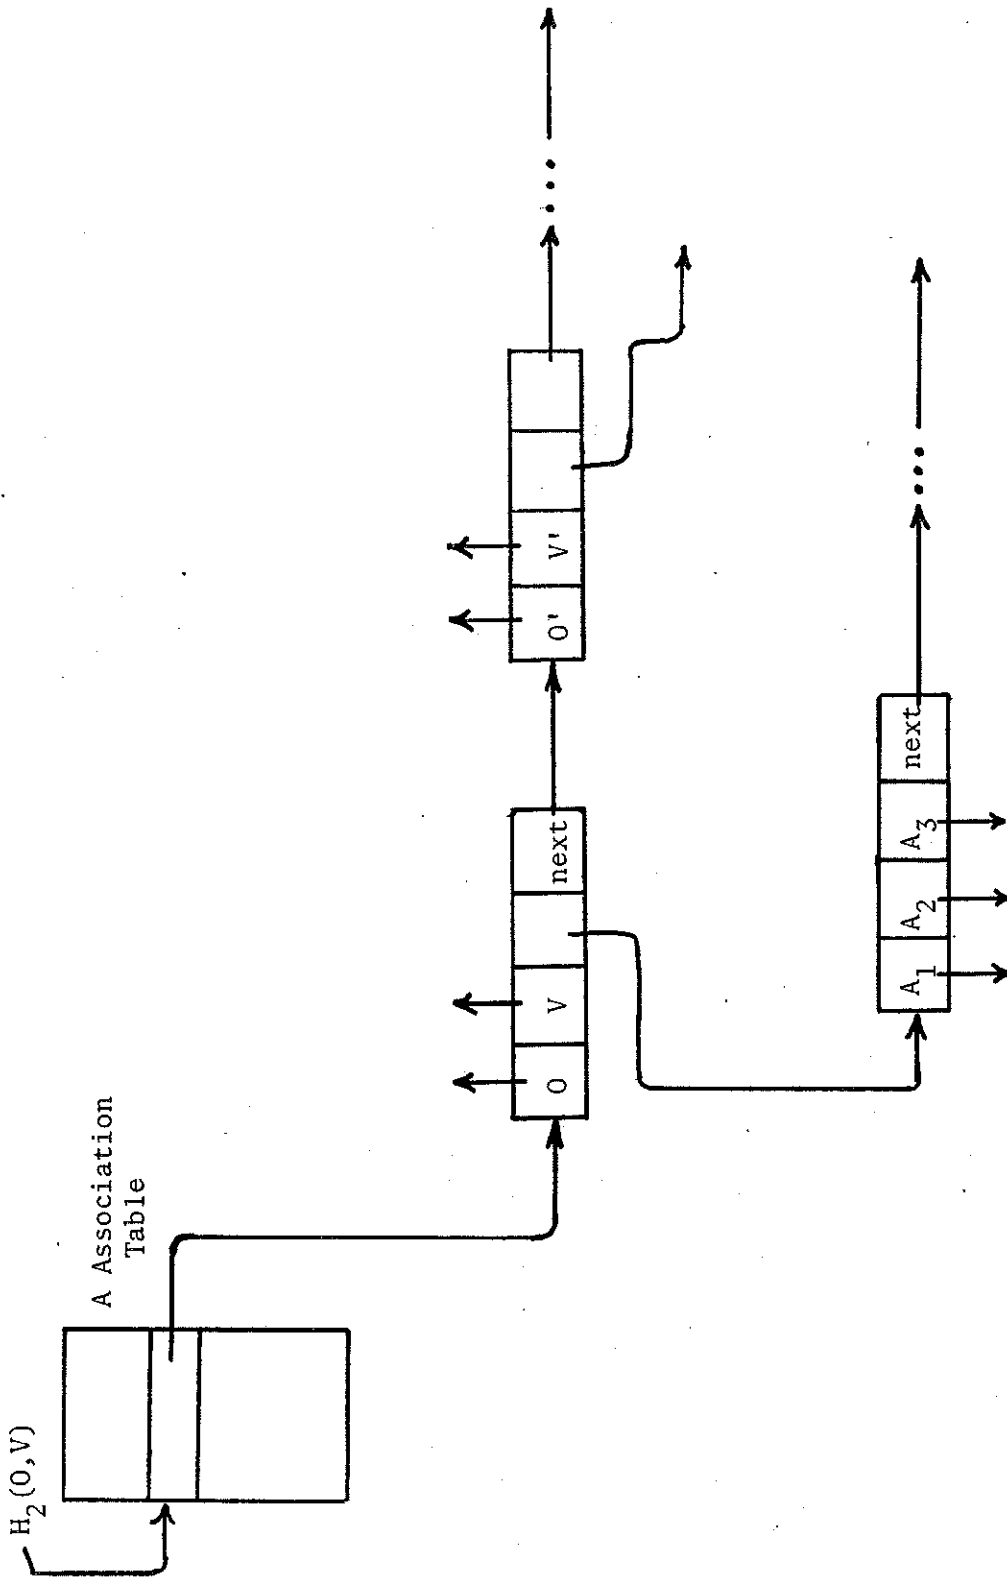 H2(O,V)
A Association
Table
O V next
O' V'
...
A1 A2 A3 next
...